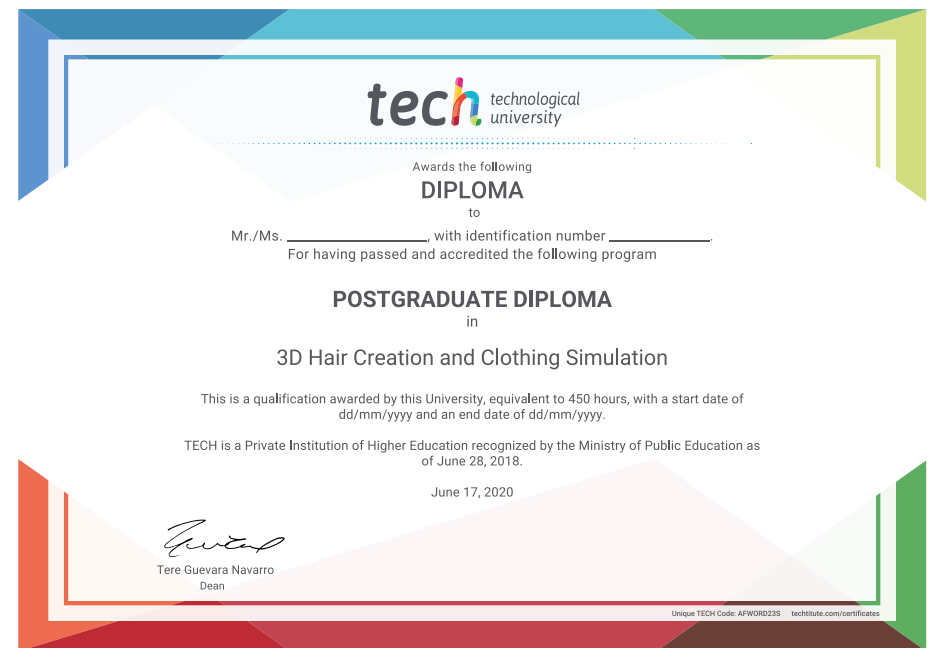 tech technological
university
Awards the following
DIPLOMA
to
Mr./Ms. ____________, with identification number ____________.
For having passed and accredited the following program
POSTGRADUATE DIPLOMA
in
3D Hair Creation and Clothing Simulation
This is a qualification awarded by this University, equivalent to 450 hours, with a start date of
dd/mm/yyyy and an end date of dd/mm/yyyy.
TECH is a Private Institution of Higher Education recognized by the Ministry of Public Education as
of June 28, 2018.
June 17, 2020
Tere Guevara Navarro
Dean
Unique TECH Code: AFWORD23S techtitute.com/certificates